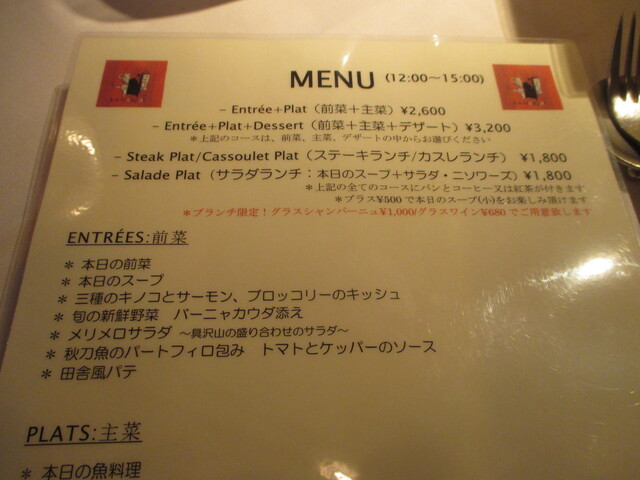 MENU (12:00～15:00)
– Entrée+Plat（前菜＋主菜）¥2,600
– Entrée+Plat+Dessert（前菜＋主菜＋デザート）¥3,200
＊上記のコースは、前菜、主菜、デザートの中からお選びください
– Steak Plat/Cassoulet Plat（ステーキランチ/カスレランチ） ¥1,800
– Salade Plat（サラダランチ：本日のスープ＋サラダ・ニソワーズ）¥1,800
＊上記の全てのコースにパンとコーヒー又は紅茶が付きます
＊プラス¥500で本日のスープ(小)をお楽しみ頂けます
＊ブランチ限定！グラスシャンパーニュ¥1,000/グラスワイン¥680でご用意致します
ENTRÉES:前菜
＊ 本日の前菜
＊ 本日のスープ
＊ 三種のキノコとサーモン、ブロッコリーのキッシュ
＊ 旬の新鮮野菜 バーニャカウダ添え
＊ メリメロサラダ ～具沢山の盛り合わせのサラダ～
＊ 秋刀魚のパートフィロ包み トマトとケッパーのソース
＊ 田舎風パテ
PLATS:主菜
＊ 本日の魚料理